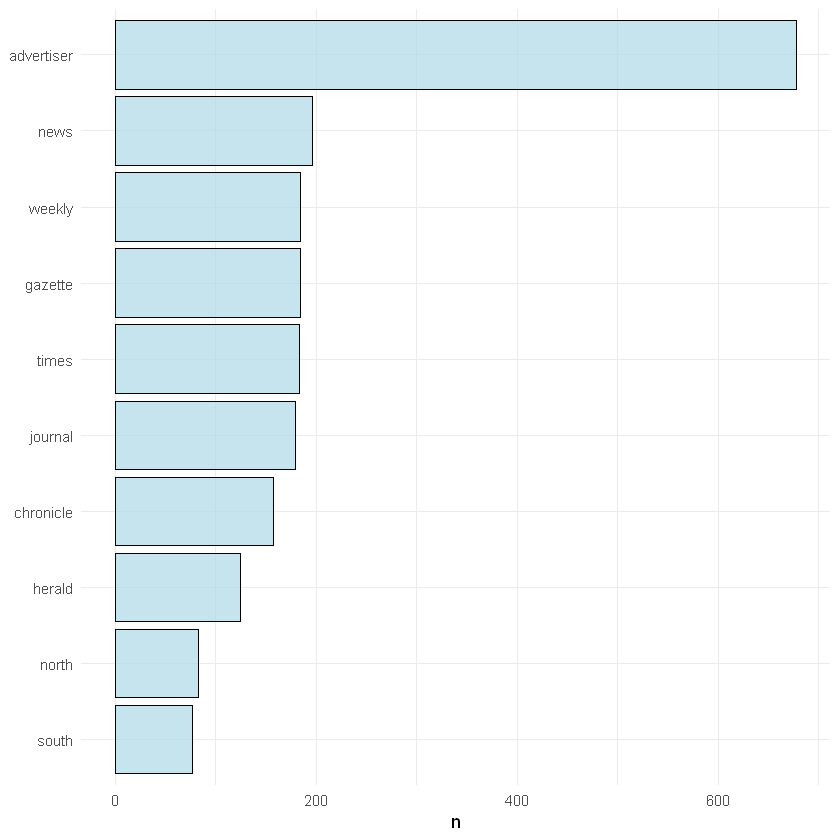 advertiser
news
weekly
gazette
times
journal
chronicle
herald
north
south
0 200 400 600
n